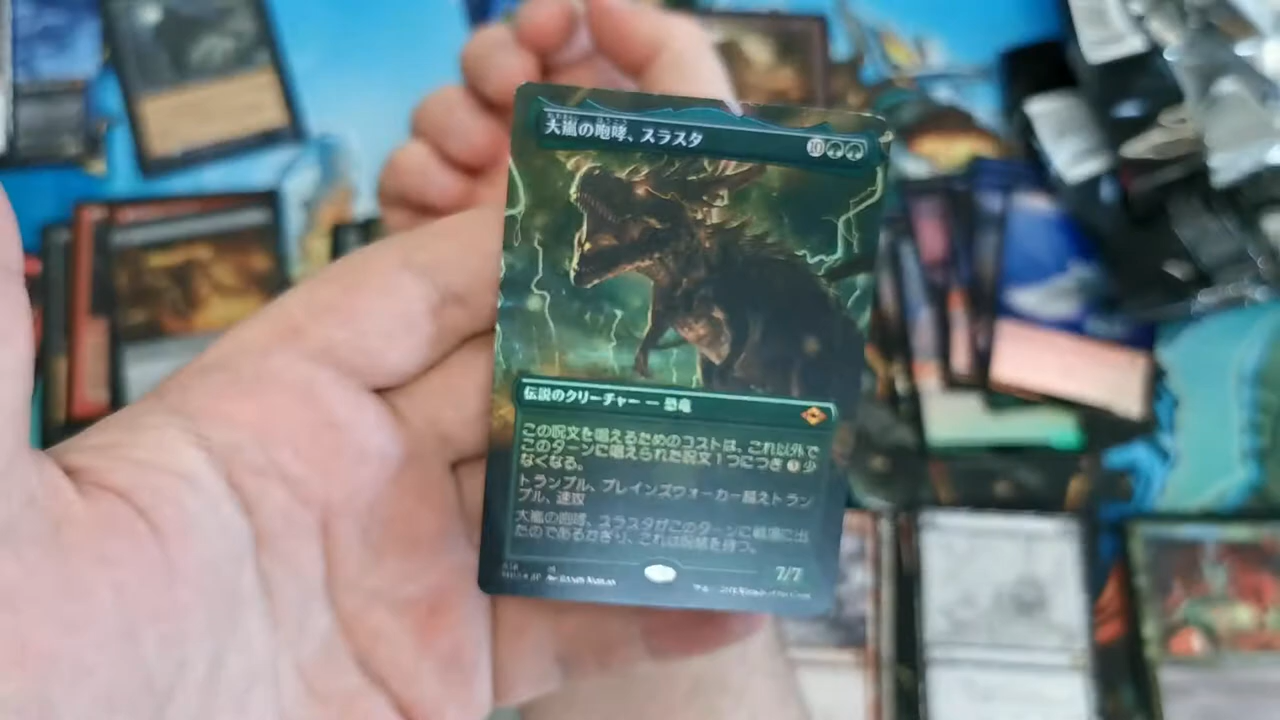 大嵐の咆哮、スラスタ
10
伝説のクリーチャー ― 恐竜
この呪文を唱えるためのコストは、これ以外で
このターンに唱えられた呪文1つにつき①少
なくなる。
トランプル、プレインズウォーカー越えトラン
プル、速攻
大嵐の咆哮、スラスタがこのターンに戦場に出
たのであるかぎり、これは呪禁を持つ。
7/7